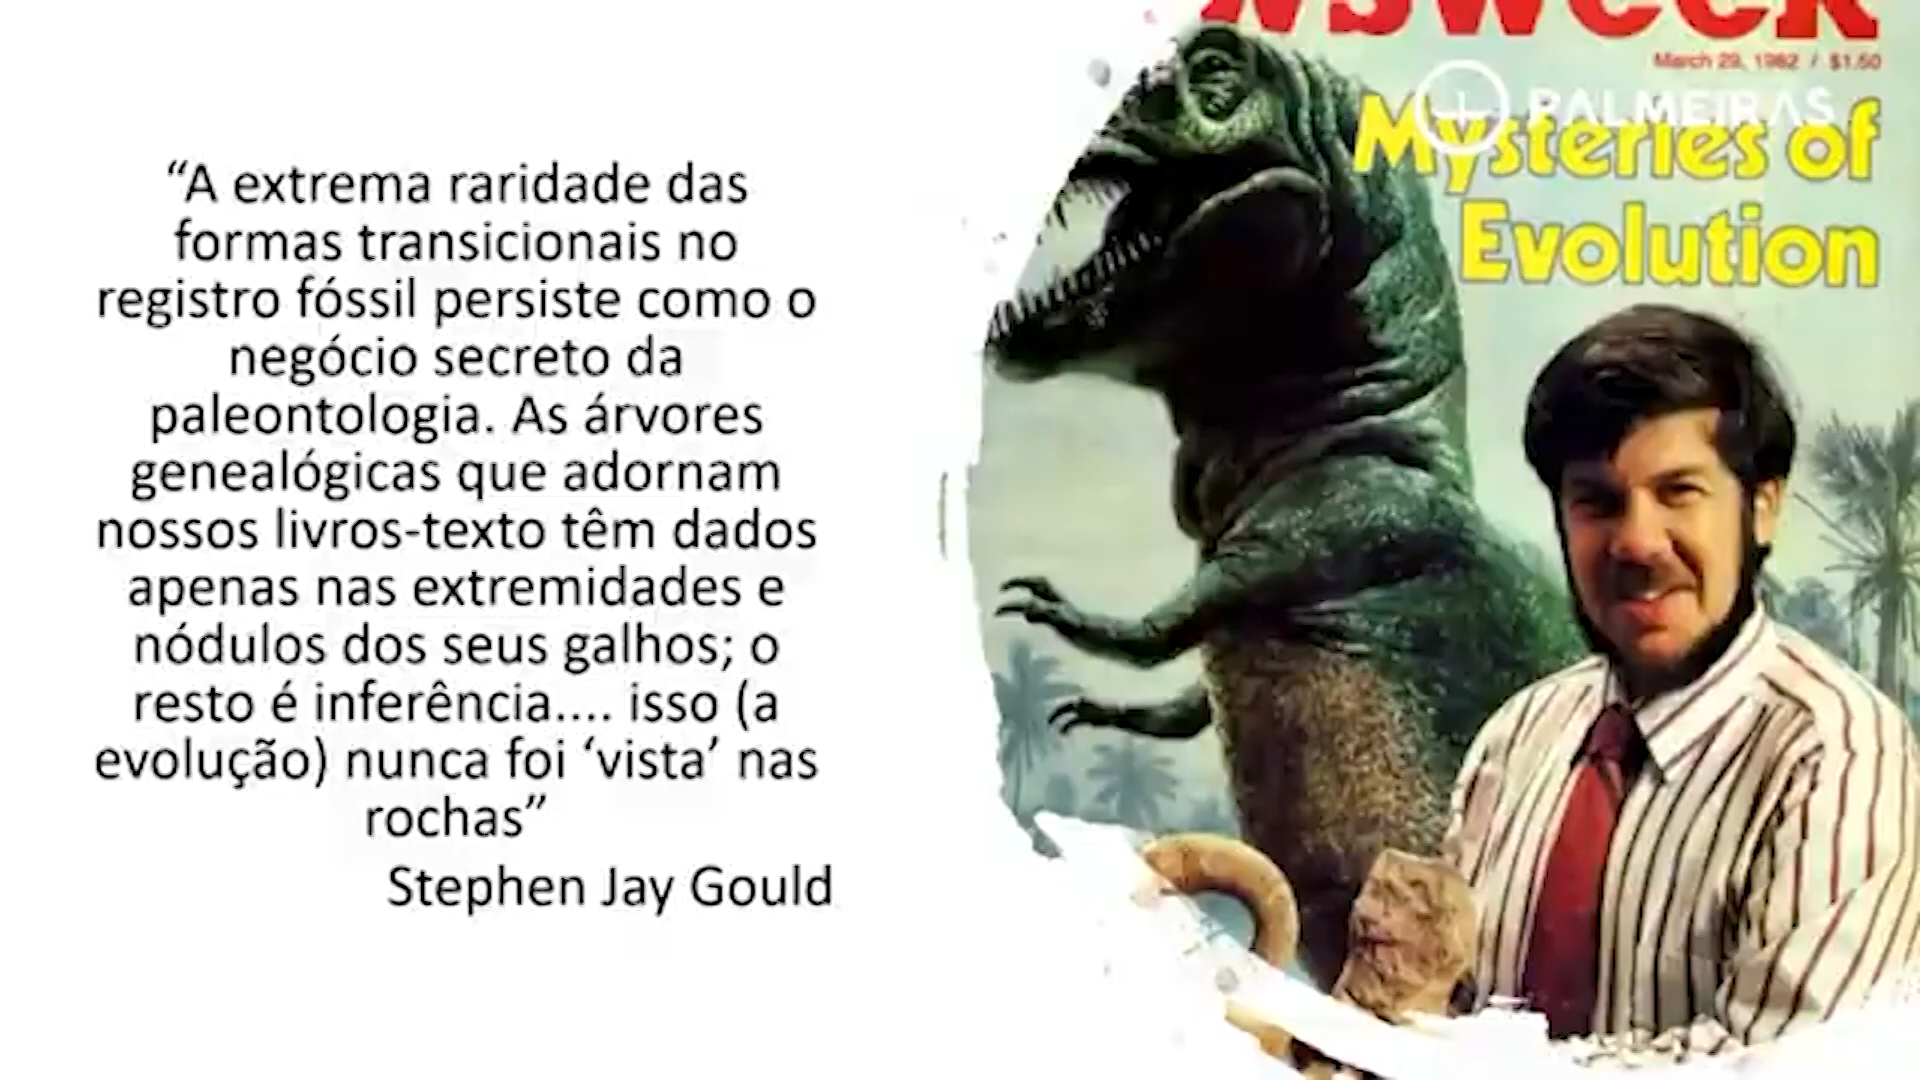 “A extrema raridade das
formas transicionais no
registro fóssil persiste como o
negócio secreto da
paleontologia. As árvores
genealógicas que adornam
nossos livros-texto têm dados
apenas nas extremidades e
nódulos dos seus galhos; o
resto é inferência.... isso (a
evolução) nunca foi ‘vista’ nas
rochas”
Stephen Jay Gould
March 29, 1982 / $1.50
PALMEIRAS
Mysteries of
Evolution